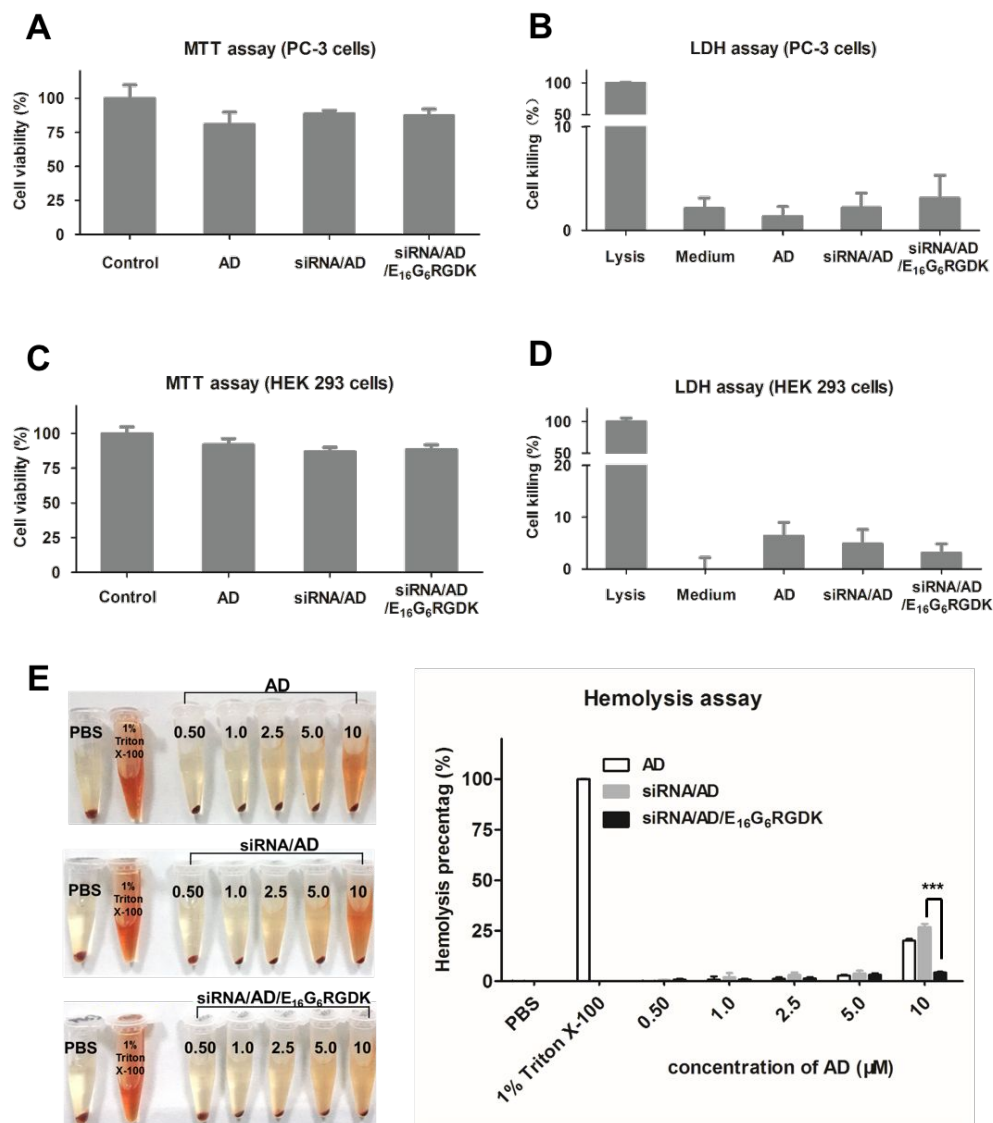 A
MTT assay (PC-3 cells)
Cell viability (%)
100
75
50
25
0
Control
AD
siRNA/AD
siRNA/AD
/E₁₆G₆RGDK
B
LDH assay (PC-3 cells)
Cell killing (%)
100
50
10
0
Lysis
Medium
AD
siRNA/AD
siRNA/AD
/E₁₆G₆RGDK
C
MTT assay (HEK 293 cells)
Cell viability (%)
100
75
50
25
0
Control
AD
siRNA/AD
siRNA/AD
/E₁₆G₆RGDK
D
LDH assay (HEK 293 cells)
Cell killing (%)
100
50
20
10
0
Lysis
Medium
AD
siRNA/AD
siRNA/AD
/E₁₆G₆RGDK
E
AD
PBS
1%
Triton
X-100
0.50 1.0 2.5 5.0 10
siRNA/AD
PBS
1%
Triton
X-100
0.50 1.0 2.5 5.0 10
siRNA/AD/E₁₆G₆RGDK
PBS
1%
Triton
X-100
0.50 1.0 2.5 5.0 10
Hemolysis assay
Hemolysis precentag (%)
100
75
50
25
0
AD
siRNA/AD
siRNA/AD/E₁₆G₆RGDK
***
PBS
1% Triton X-100
0.50
1.0
2.5
5.0
10
concentration of AD (µM)